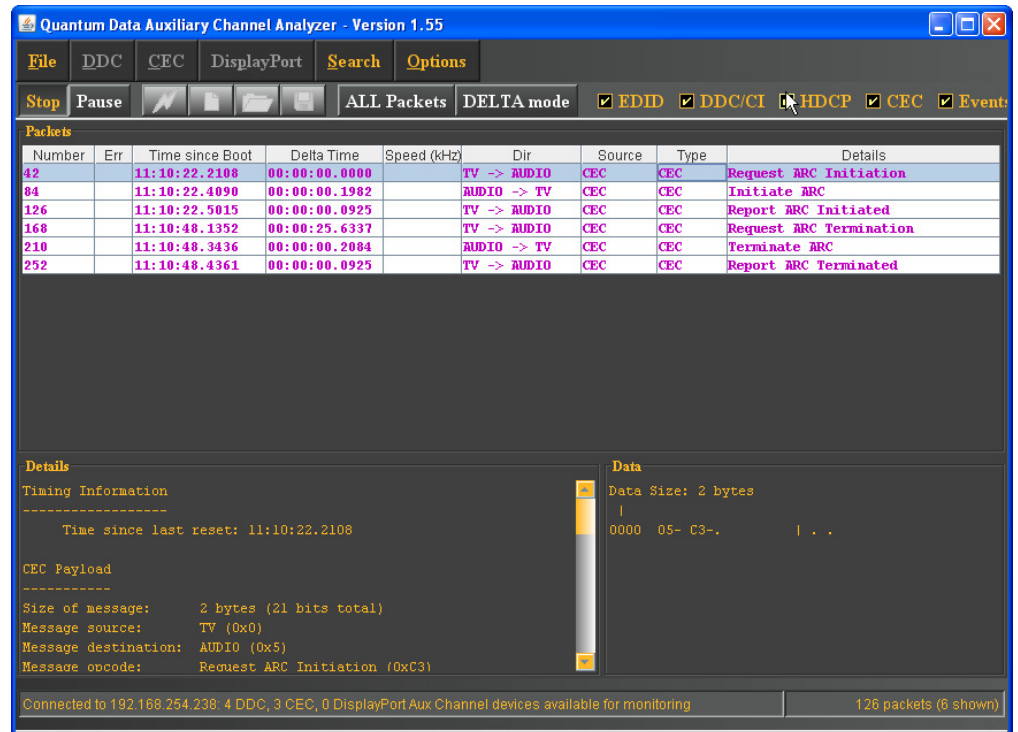 Quantum Data Auxiliary Channel Analyzer - Version 1.55
File DDC CEC DisplayPort Search Options
Stop Pause ALL Packets DELTA mode EDID DDC/CI HDCP CEC Events
Packets
Number Err Time since Boot Delta Time Speed (kHz) Dir Source Type Details
42 11:10:22.2108 00:00:00.0000 TV -> AUDIO CEC CEC Request ARC Initiation
84 11:10:22.4090 00:00:00.1982 AUDIO -> TV CEC CEC Initiate ARC
126 11:10:22.5015 00:00:00.0925 TV -> AUDIO CEC CEC Report ARC Initiated
168 11:10:48.1352 00:00:25.6337 TV -> AUDIO CEC CEC Request ARC Termination
210 11:10:48.3436 00:00:00.2084 AUDIO -> TV CEC CEC Terminate ARC
252 11:10:48.4361 00:00:00.0925 TV -> AUDIO CEC CEC Report ARC Terminated
Details
Timing Information
------------------
Time since last reset: 11:10:22.2108
CEC Payload
-----------
Size of message: 2 bytes (21 bits total)
Message source: TV (0x0)
Message destination: AUDIO (0x5)
Message opcode: Request ARC Initiation (0xC3)
Data
Data Size: 2 bytes
|
0000 05- C3-. | . .
Connected to 192.168.254.238: 4 DDC, 3 CEC, 0 DisplayPort Aux Channel devices available for monitoring
126 packets (6 shown)